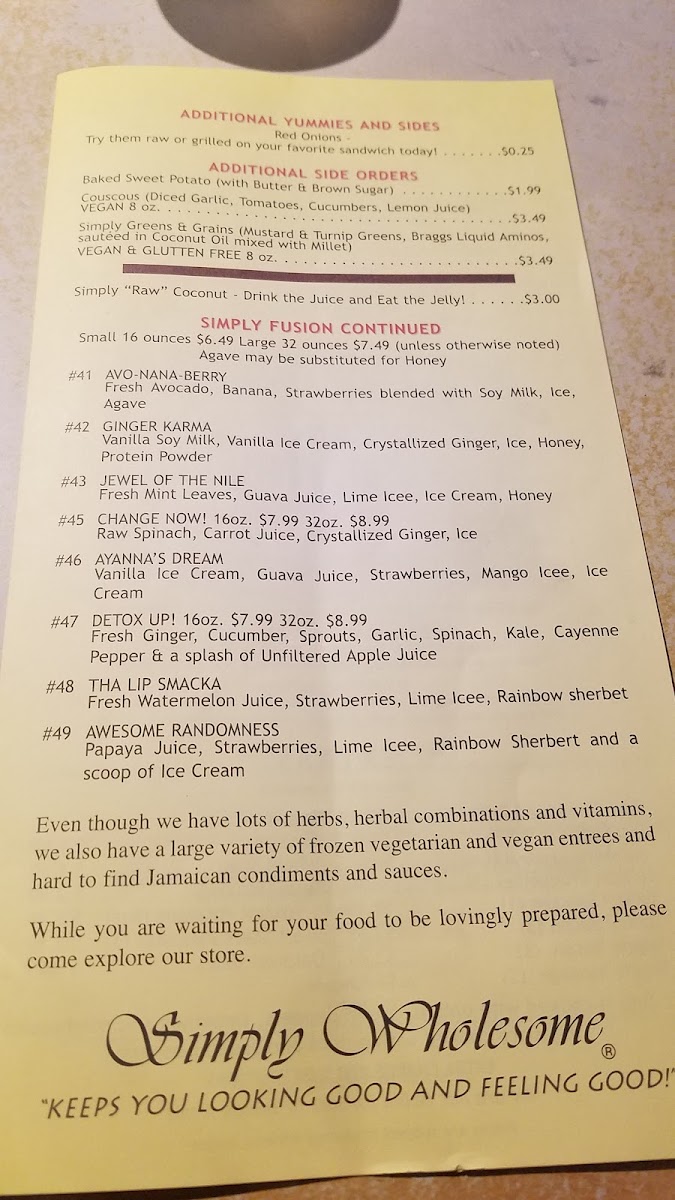 ADDITIONAL YUMMIES AND SIDES
Red Onions -
Try them raw or grilled on your favorite sandwich today! . . . . . . .$0.25
ADDITIONAL SIDE ORDERS
Baked Sweet Potato (with Butter & Brown Sugar) . . . . . . . . . . . .$1.99
Couscous (Diced Garlic, Tomatoes, Cucumbers, Lemon Juice)
VEGAN 8 oz. . . . . . . . . . . . . . . . . . . . . . . . . . . . . . . . . . . . . .$3.49
Simply Greens & Grains (Mustard & Turnip Greens, Braggs Liquid Aminos,
sautéed in Coconut Oil mixed with Millet)
VEGAN & GLUTTEN FREE 8 oz. . . . . . . . . . . . . . . . . . . . . . . . . .$3.49
Simply "Raw" Coconut - Drink the Juice and Eat the Jelly! . . . . . .$3.00
SIMPLY FUSION CONTINUED
Small 16 ounces $6.49 Large 32 ounces $7.49 (unless otherwise noted)
Agave may be substituted for Honey
#41 AVO-NANA-BERRY
Fresh Avocado, Banana, Strawberries blended with Soy Milk, Ice,
Agave
#42 GINGER KARMA
Vanilla Soy Milk, Vanilla Ice Cream, Crystallized Ginger, Ice, Honey,
Protein Powder
#43 JEWEL OF THE NILE
Fresh Mint Leaves, Guava Juice, Lime Icee, Ice Cream, Honey
#45 CHANGE NOW! 16oz. $7.99 32oz. $8.99
Raw Spinach, Carrot Juice, Crystallized Ginger, Ice
#46 AYANNA'S DREAM
Vanilla Ice Cream, Guava Juice, Strawberries, Mango Icee, Ice
Cream
#47 DETOX UP! 16oz. $7.99 32oz. $8.99
Fresh Ginger, Cucumber, Sprouts, Garlic, Spinach, Kale, Cayenne
Pepper & a splash of Unfiltered Apple Juice
#48 THA LIP SMACKA
Fresh Watermelon Juice, Strawberries, Lime Icee, Rainbow sherbet
#49 AWESOME RANDOMNESS
Papaya Juice, Strawberries, Lime Icee, Rainbow Sherbert and a
scoop of Ice Cream
Even though we have lots of herbs, herbal combinations and vitamins,
we also have a large variety of frozen vegetarian and vegan entrees and
hard to find Jamaican condiments and sauces.
While you are waiting for your food to be lovingly prepared, please
come explore our store.
Simply Wholesome®
"KEEPS YOU LOOKING GOOD AND FEELING GOOD!"